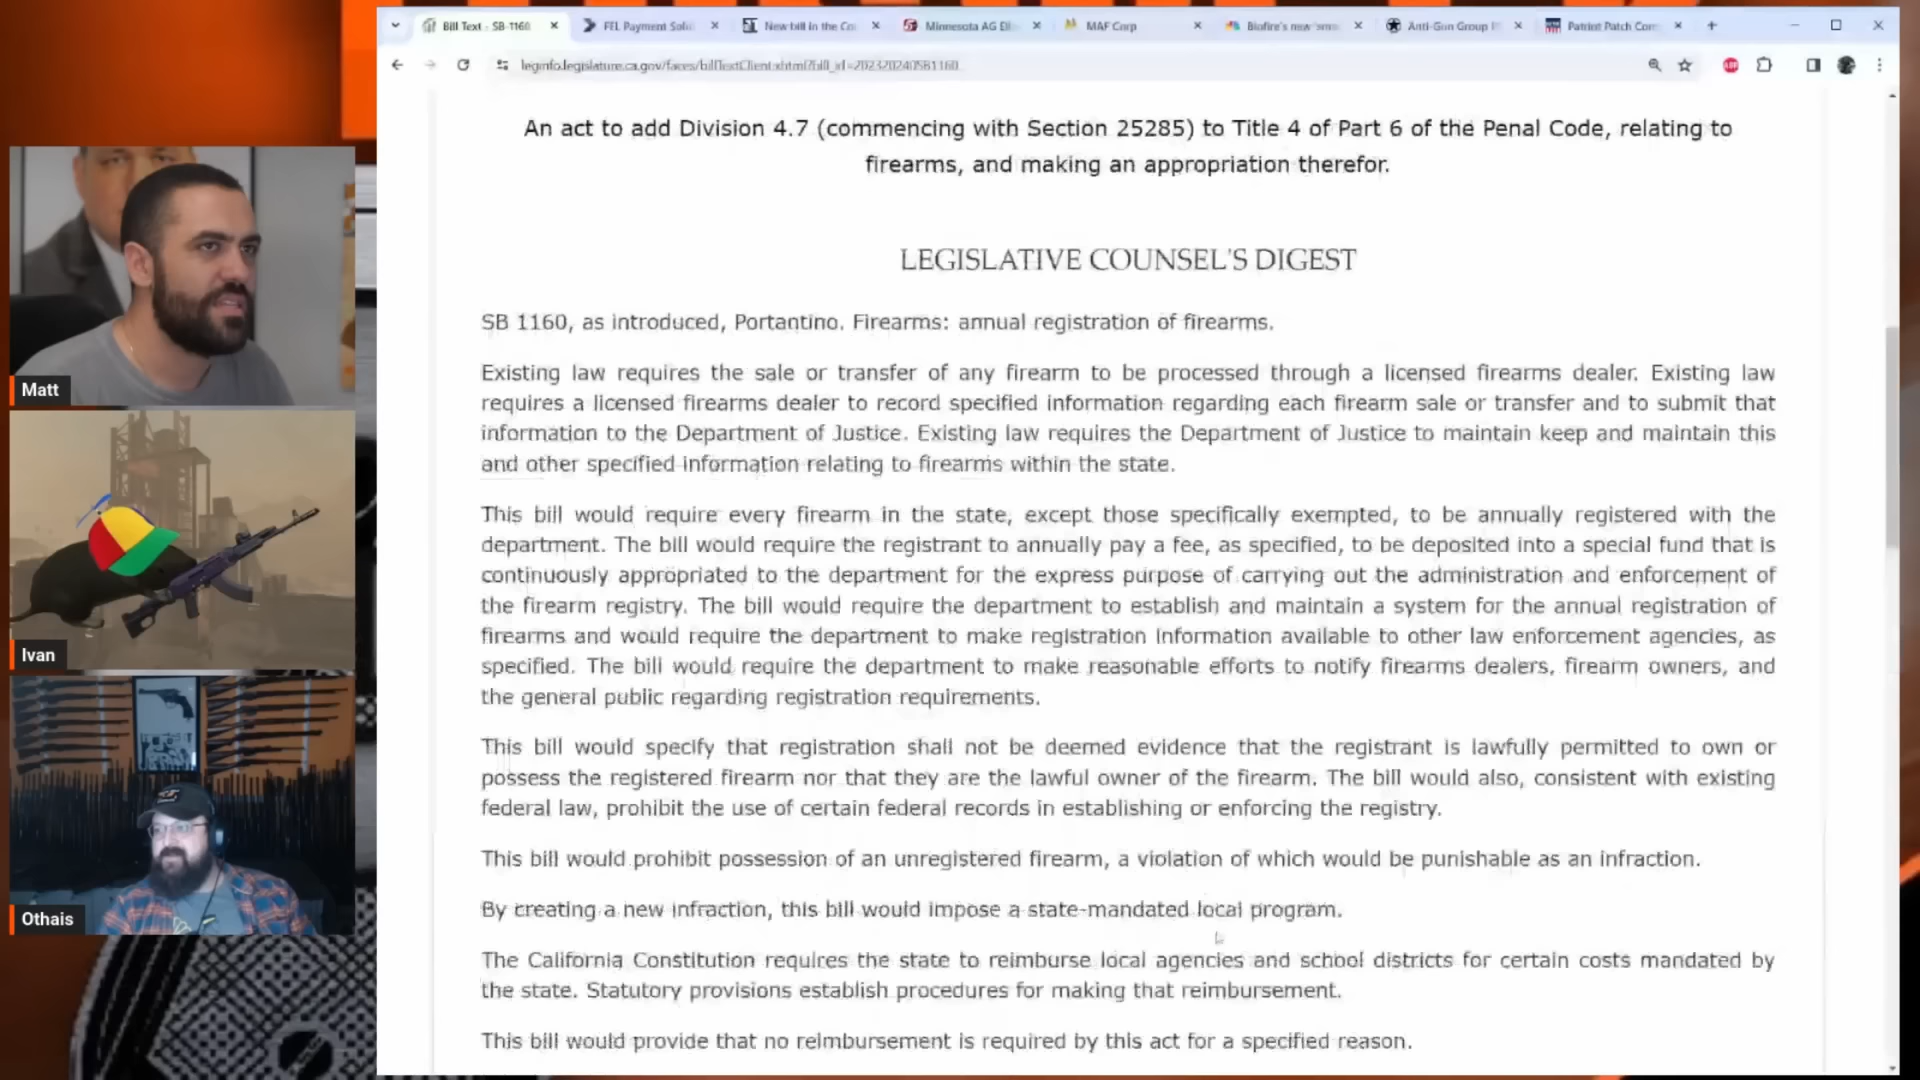 Bill Text - SB-1160
FFL Payment Solu
New bill in the Co
Minnesota AG Ell
MAF Corp
Biofire's new 'sma
Anti-Gun Group P
Patriot Patch Com
leginfo.legislature.ca.gov/faces/billTextClient.xhtml?bill_id=202320240SB1160
An act to add Division 4.7 (commencing with Section 25285) to Title 4 of Part 6 of the Penal Code, relating to
firearms, and making an appropriation therefor.
LEGISLATIVE COUNSEL'S DIGEST
SB 1160, as introduced, Portantino. Firearms: annual registration of firearms.
Existing law requires the sale or transfer of any firearm to be processed through a licensed firearms dealer. Existing law
requires a licensed firearms dealer to record specified information regarding each firearm sale or transfer and to submit that
information to the Department of Justice. Existing law requires the Department of Justice to maintain keep and maintain this
and other specified information relating to firearms within the state.
This bill would require every firearm in the state, except those specifically exempted, to be annually registered with the
department. The bill would require the registrant to annually pay a fee, as specified, to be deposited into a special fund that is
continuously appropriated to the department for the express purpose of carrying out the administration and enforcement of
the firearm registry. The bill would require the department to establish and maintain a system for the annual registration of
firearms and would require the department to make registration information available to other law enforcement agencies, as
specified. The bill would require the department to make reasonable efforts to notify firearms dealers, firearm owners, and
the general public regarding registration requirements.
This bill would specify that registration shall not be deemed evidence that the registrant is lawfully permitted to own or
possess the registered firearm nor that they are the lawful owner of the firearm. The bill would also, consistent with existing
federal law, prohibit the use of certain federal records in establishing or enforcing the registry.
This bill would prohibit possession of an unregistered firearm, a violation of which would be punishable as an infraction.
By creating a new infraction, this bill would impose a state-mandated local program.
The California Constitution requires the state to reimburse local agencies and school districts for certain costs mandated by
the state. Statutory provisions establish procedures for making that reimbursement.
This bill would provide that no reimbursement is required by this act for a specified reason.
Matt
Ivan
Othais